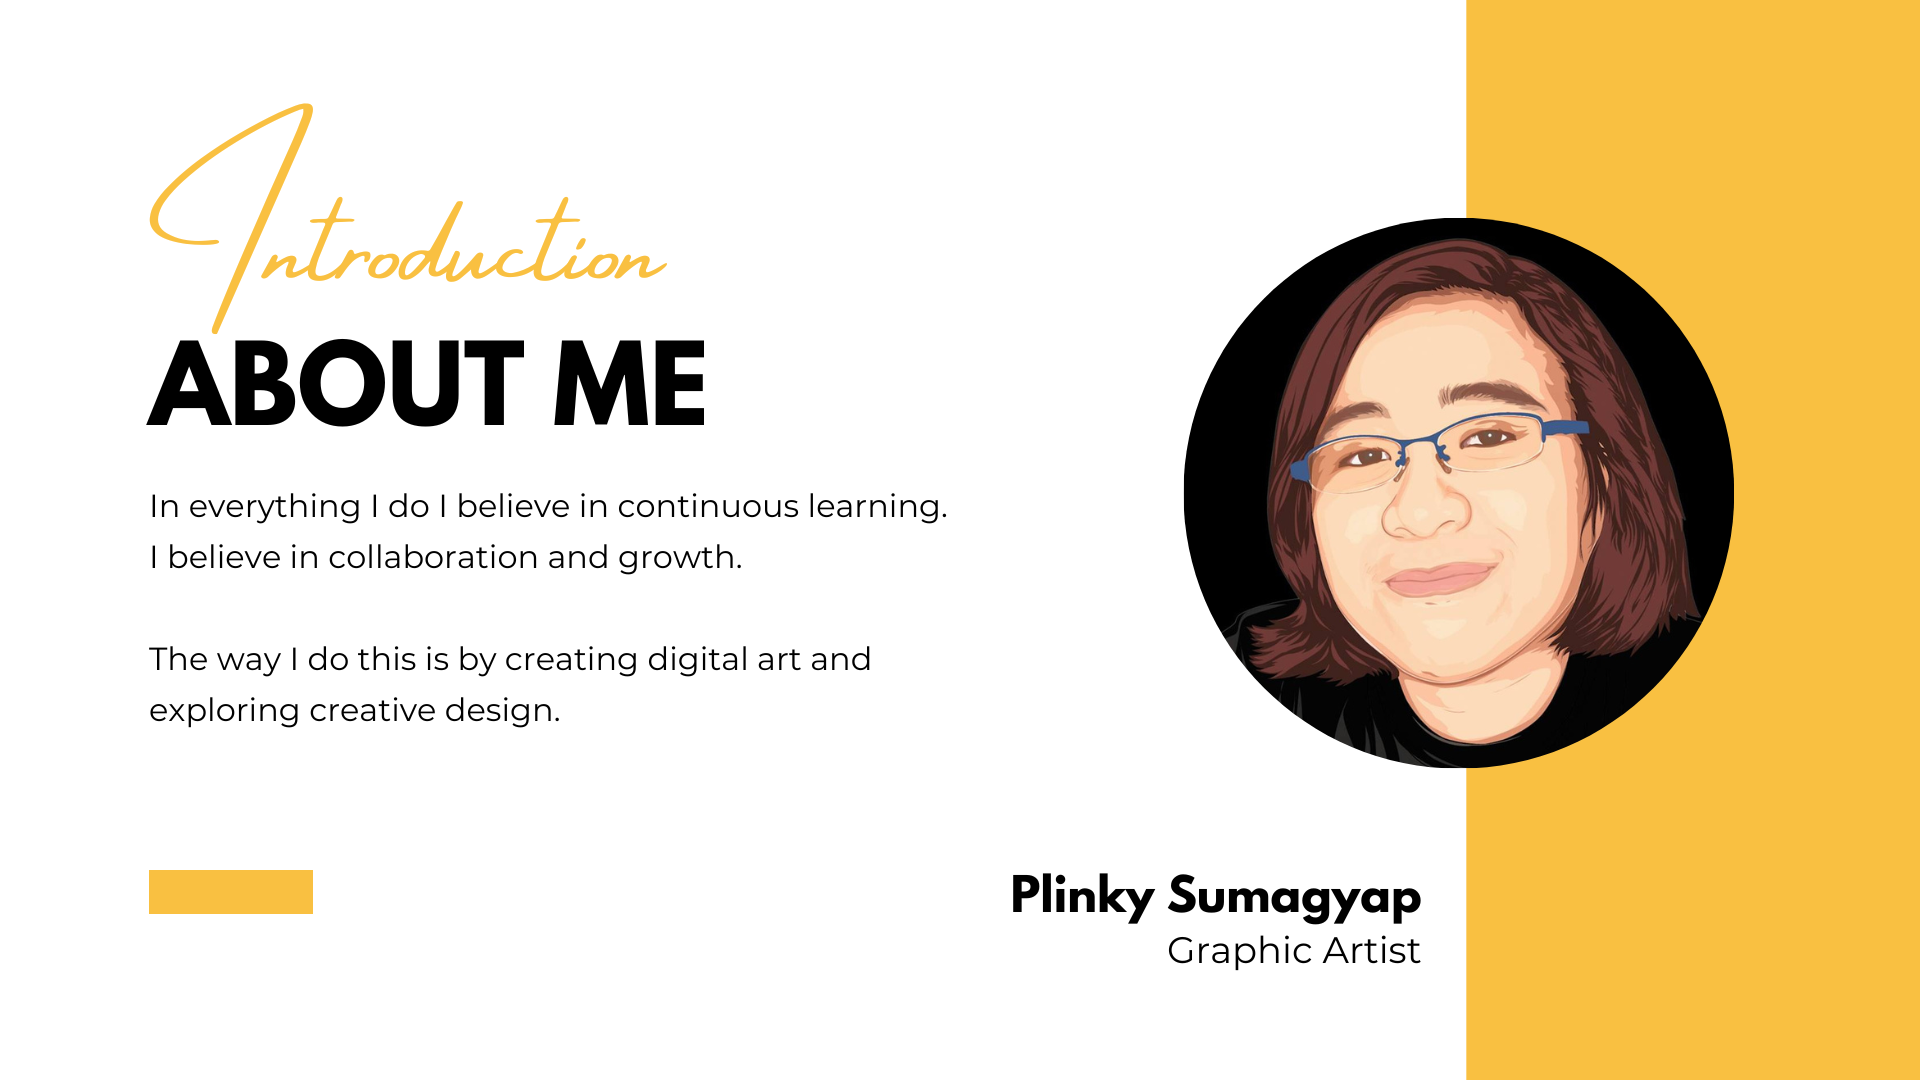 Introduction
ABOUT ME
In everything I do I believe in continuous learning.
I believe in collaboration and growth.
The way I do this is by creating digital art and
exploring creative design.
Plinky Sumagyap
Graphic Artist